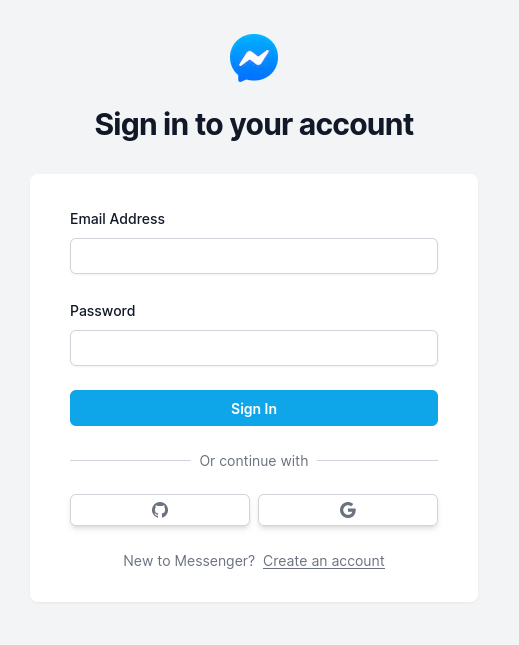 Sign in to your account
Email Address
Password
Sign In
Or continue with
New to Messenger? Create an account